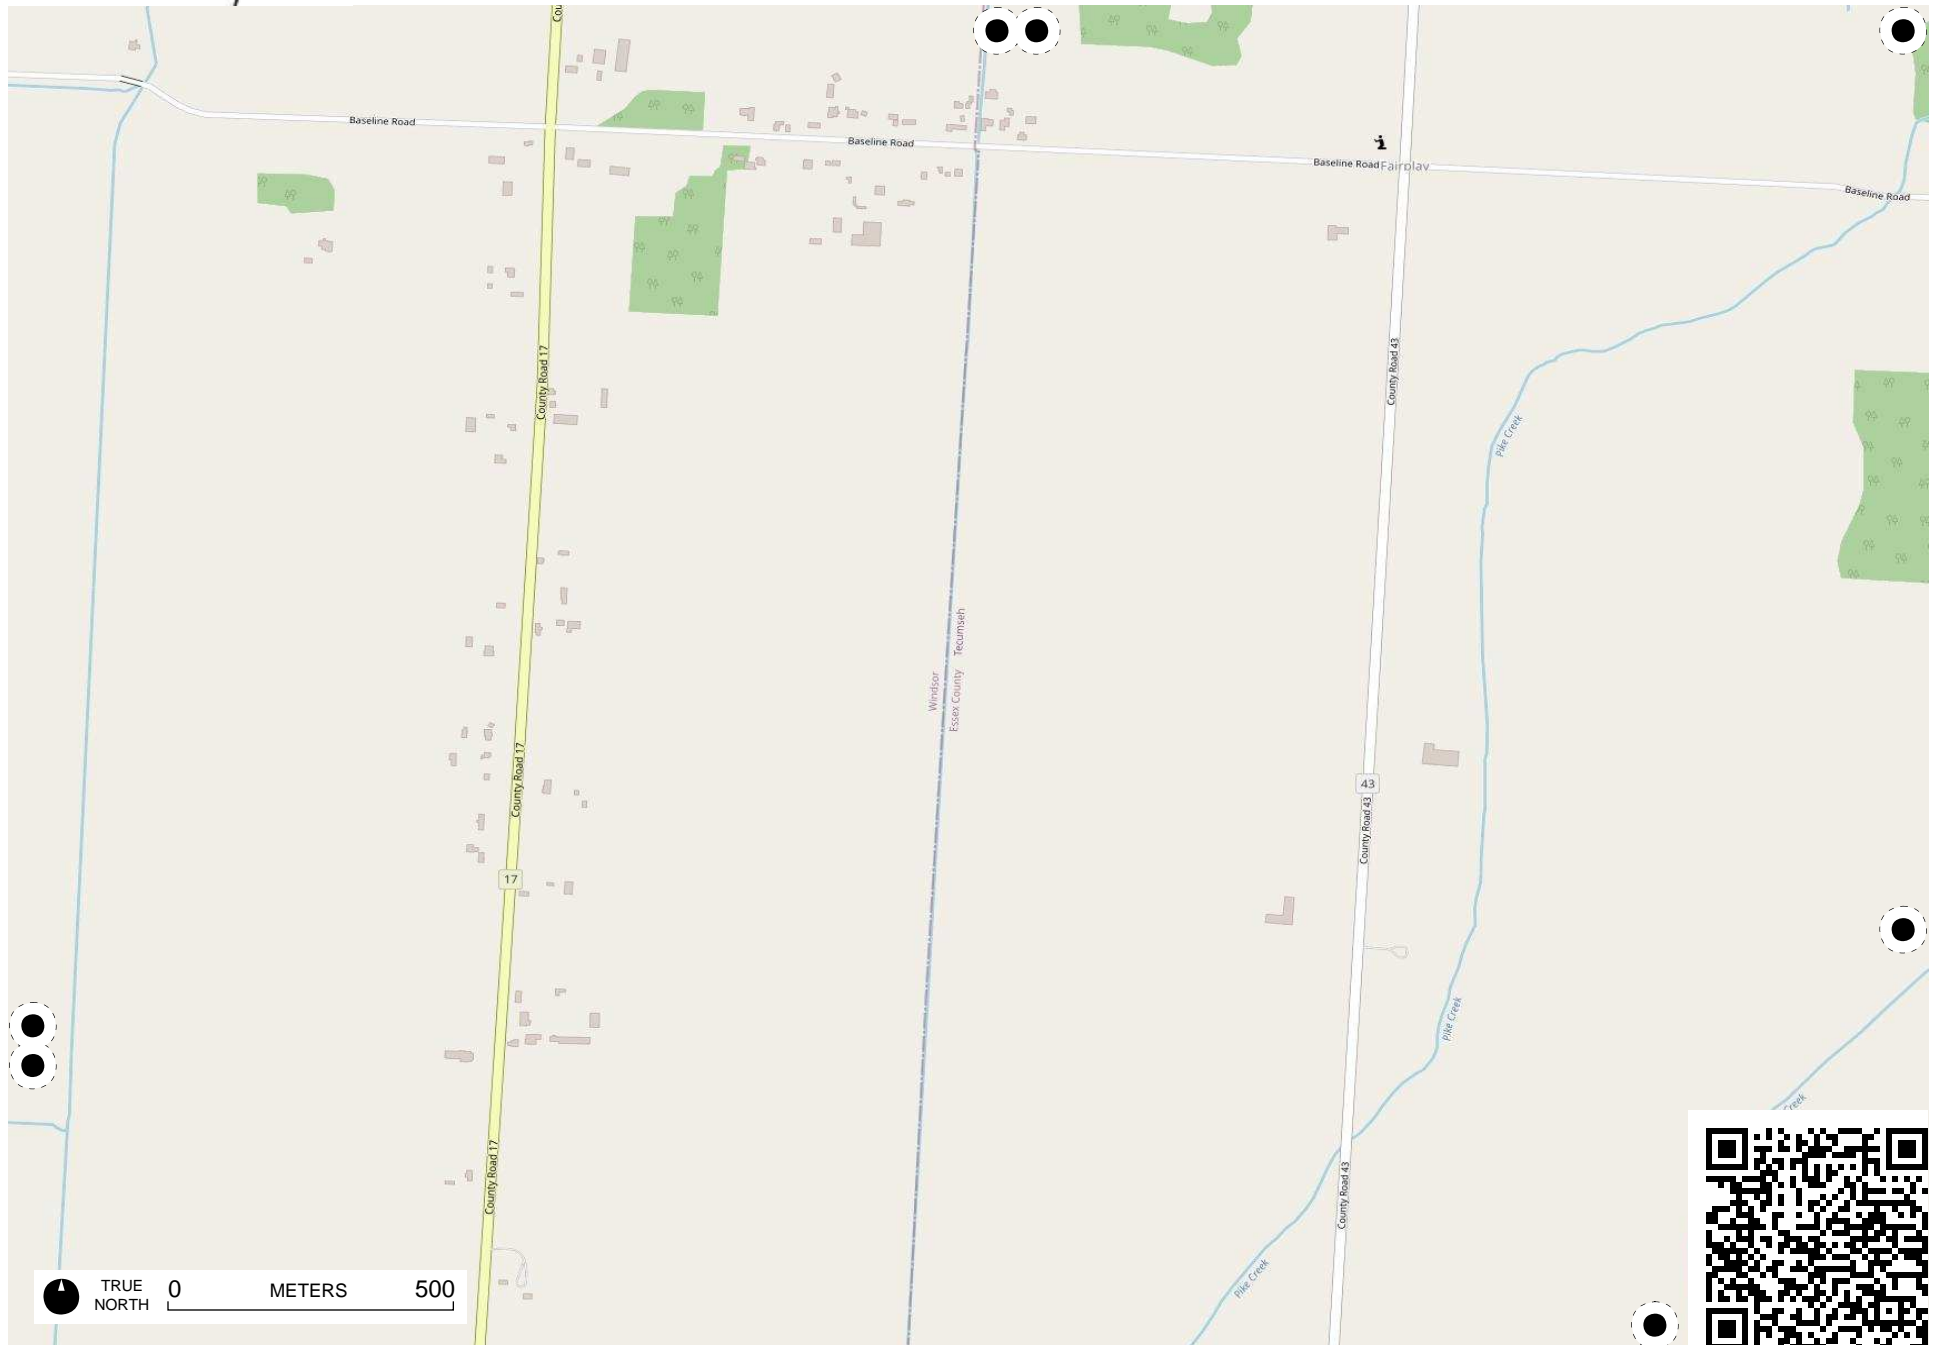 Cou
Baseline Road
Baseline Road
Baseline Road
Fairplay
Baseline Road
County Road 17
County Road 43
Pike Creek
Tecumseh
Windsor
Essex County
County Road 17
43
County Road 43
17
Pike Creek
Creek
County Road 17
County Road 43
Pike Creek
TRUE
NORTH
0 METERS 500